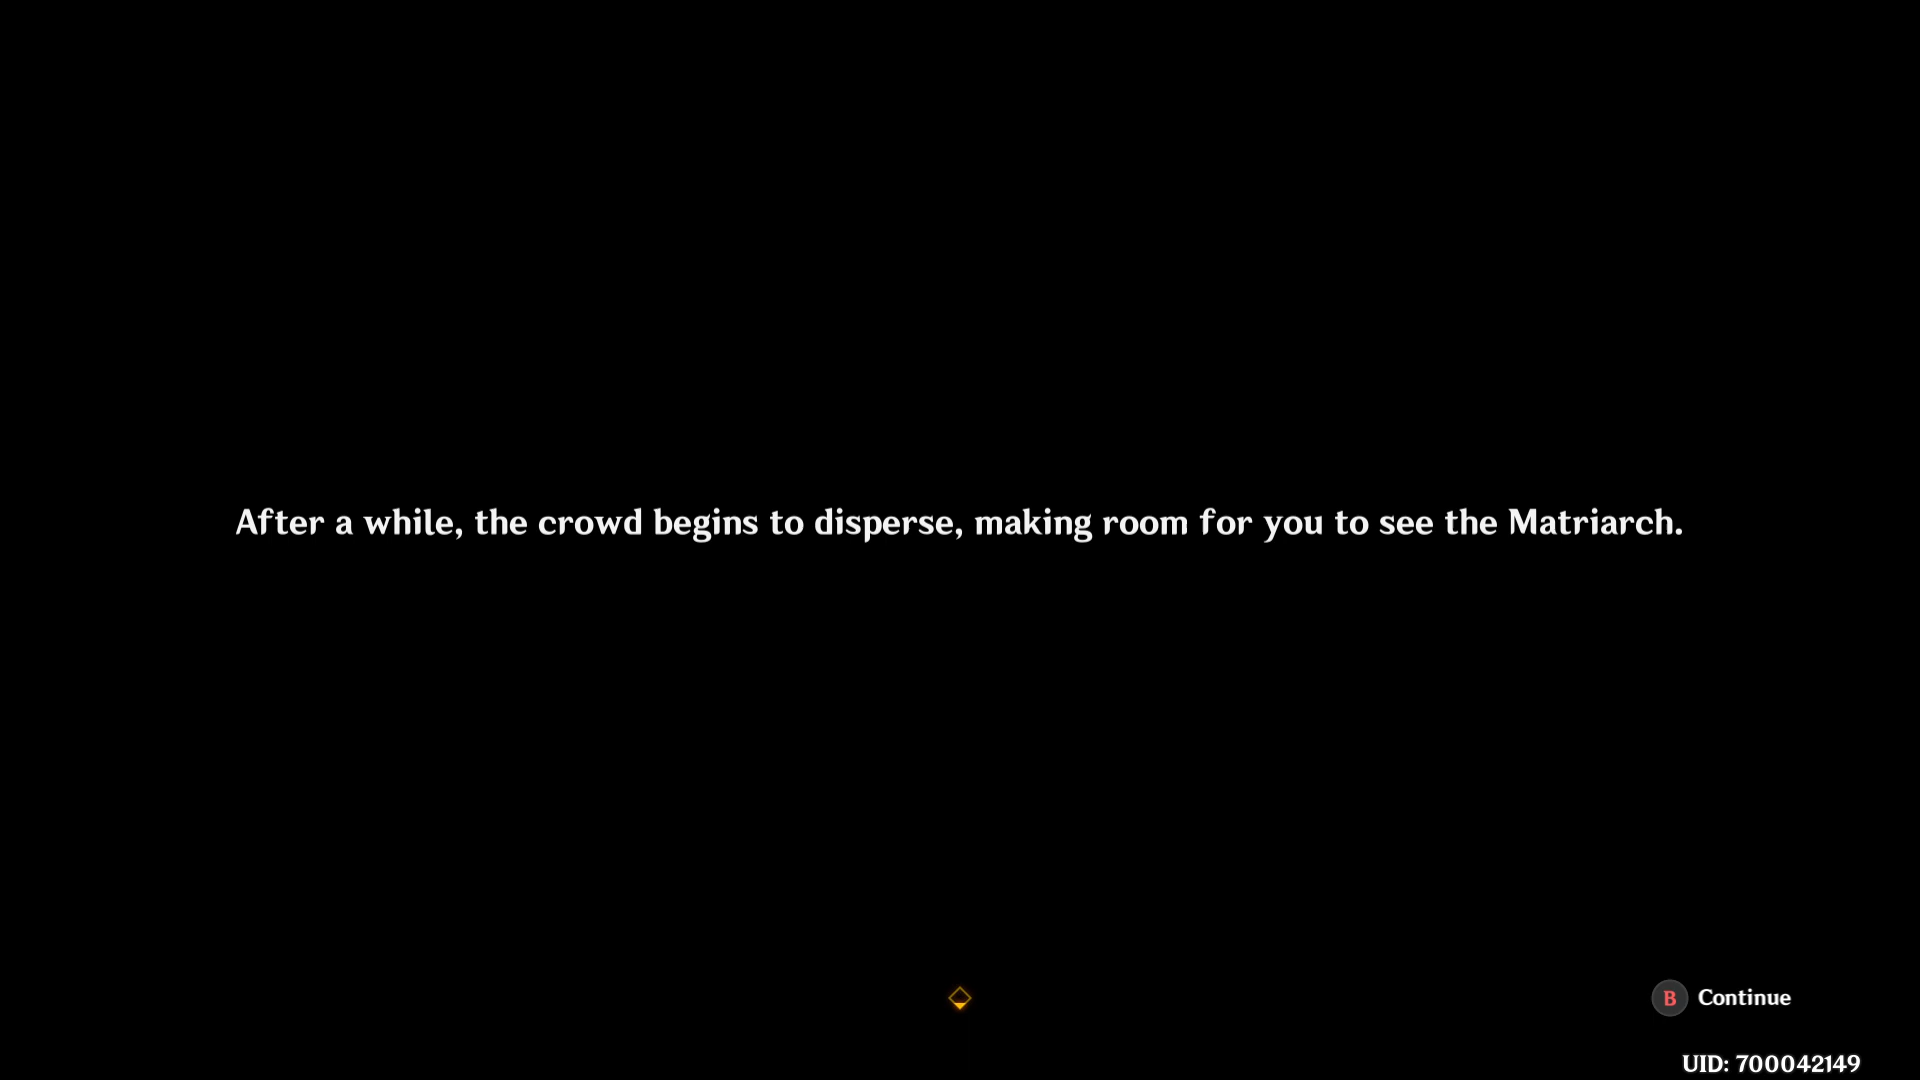 After a while, the crowd begins to disperse, making room for you to see the Matriarch.
B Continue
UID: 700042149